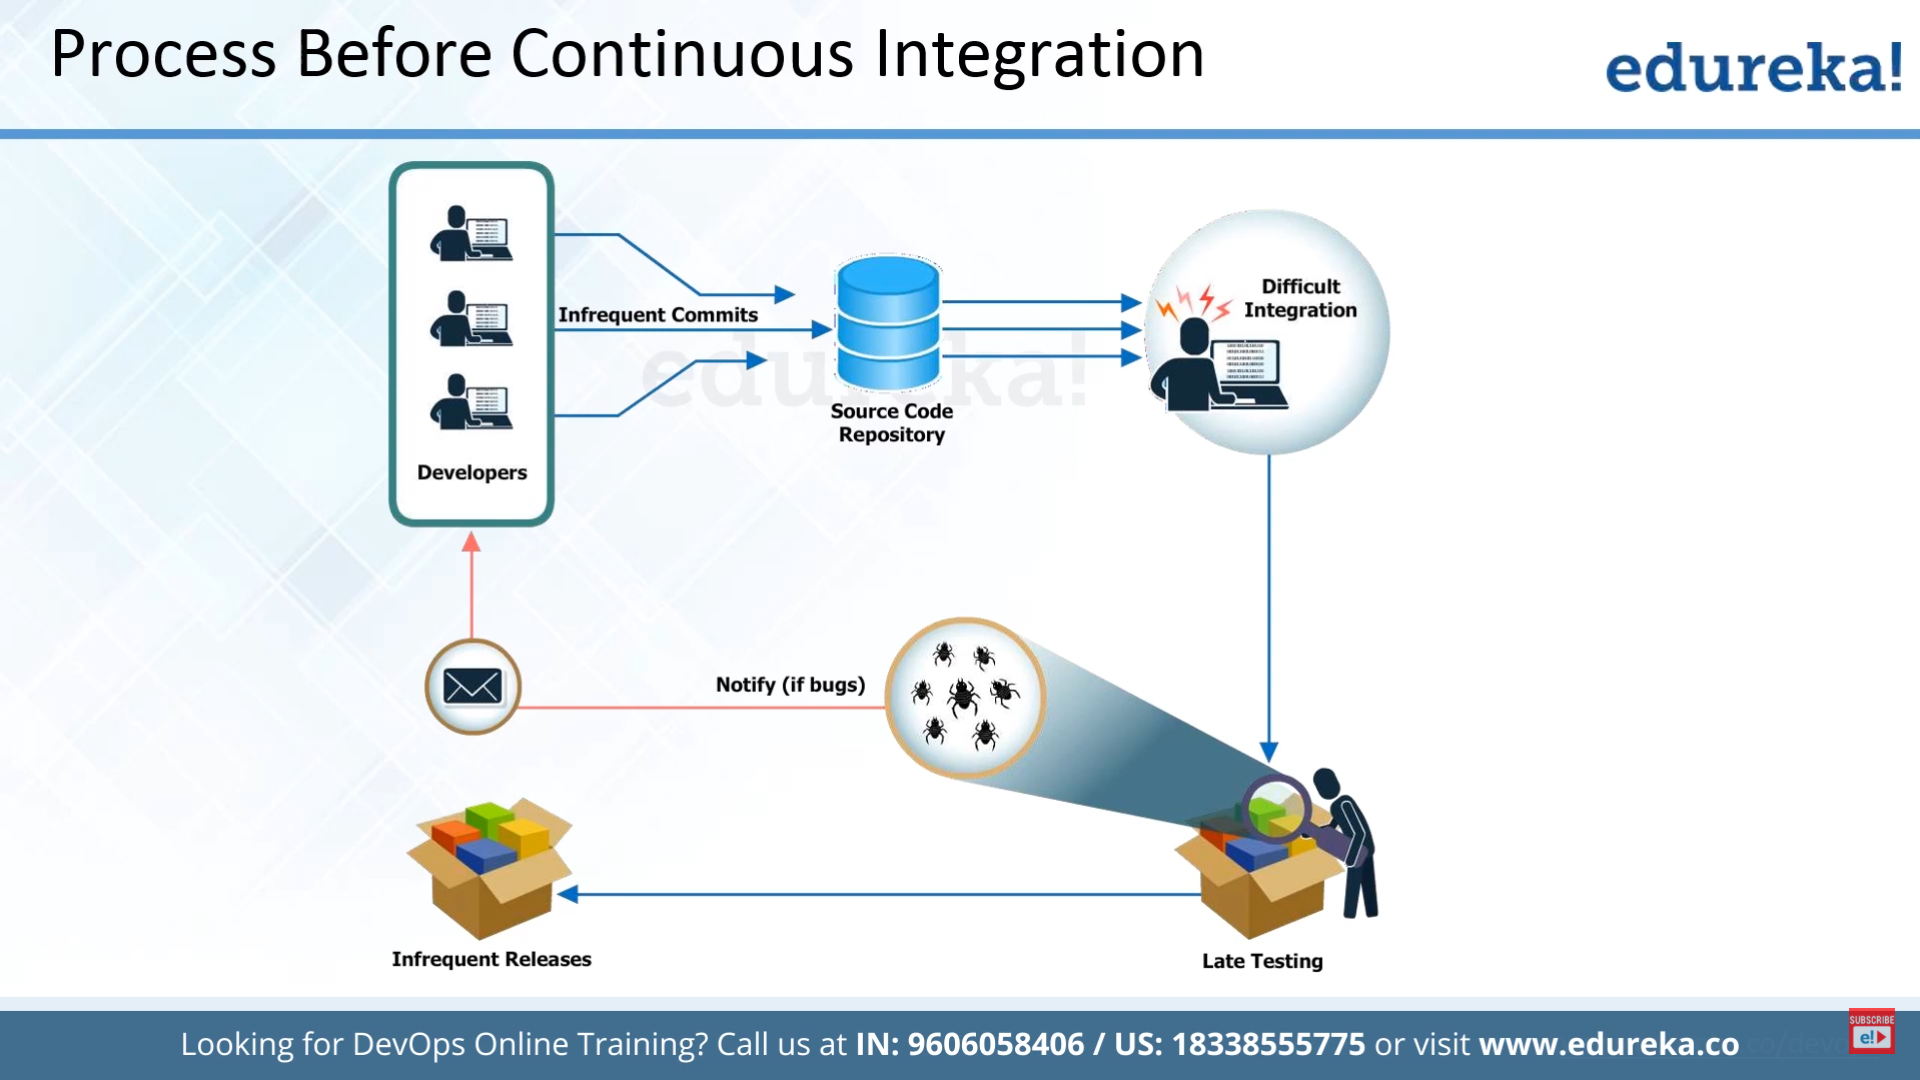 Process Before Continuous Integration
edureka!
Infrequent Commits
Difficult
Integration
edureka!
Source Code
Repository
Developers
Notify (if bugs)
Infrequent Releases
Late Testing
Looking for DevOps Online Training? Call us at IN: 9606058406 / US: 18338555775 or visit www.edureka.co
SUBSCRIBE
e!